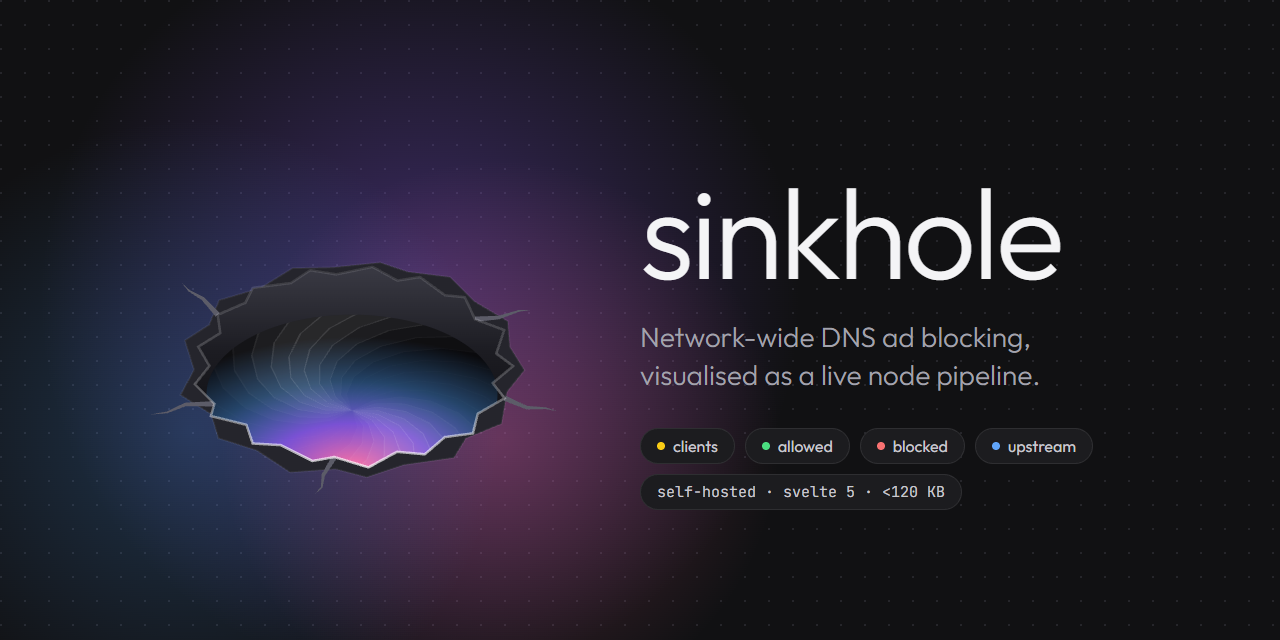 sinkhole
Network-wide DNS ad blocking,
visualised as a live node pipeline.
clients allowed blocked upstream
self-hosted · svelte 5 · <120 KB